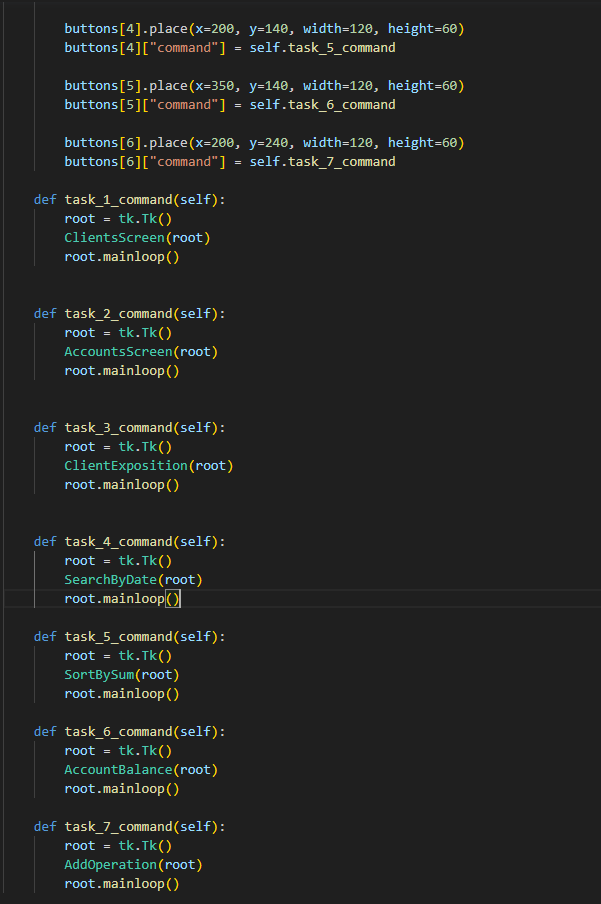 buttons[4].place(x=200, y=140, width=120, height=60)
buttons[4]["command"] = self.task_5_command
buttons[5].place(x=350, y=140, width=120, height=60)
buttons[5]["command"] = self.task_6_command
buttons[6].place(x=200, y=240, width=120, height=60)
buttons[6]["command"] = self.task_7_command
def task_1_command(self):
root = tk.Tk()
ClientsScreen(root)
root.mainloop()
def task_2_command(self):
root = tk.Tk()
AccountsScreen(root)
root.mainloop()
def task_3_command(self):
root = tk.Tk()
ClientExposition(root)
root.mainloop()
def task_4_command(self):
root = tk.Tk()
SearchByDate(root)
root.mainloop()
def task_5_command(self):
root = tk.Tk()
SortBySum(root)
root.mainloop()
def task_6_command(self):
root = tk.Tk()
AccountBalance(root)
root.mainloop()
def task_7_command(self):
root = tk.Tk()
AddOperation(root)
root.mainloop()